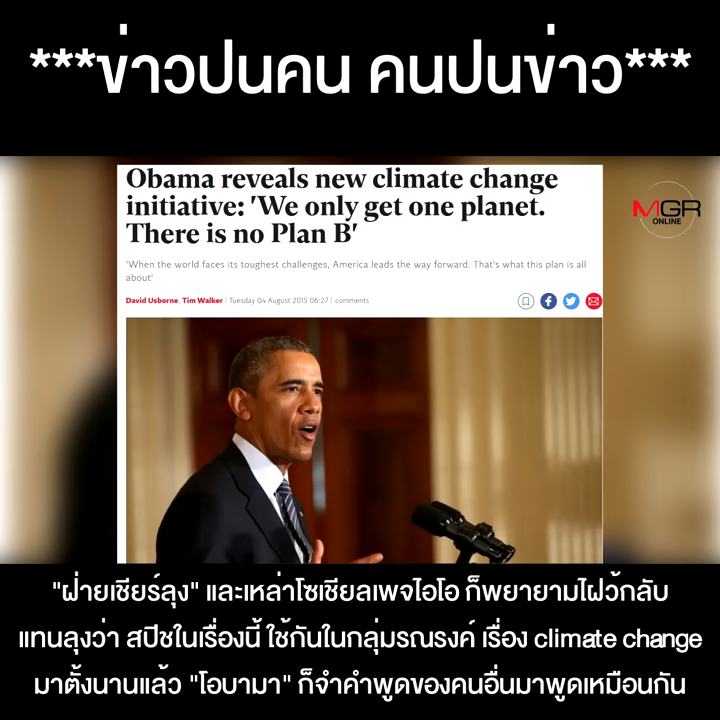 ***ข่าวปนคน คนปนข่าว***
Obama reveals new climate change
initiative: 'We only get one planet.
There is no Plan B'
'When the world faces its toughest challenges, America leads the way forward. That's what this plan is all
about'
David Usborne, Tim Walker | Tuesday 04 August 2015 06:27 | comments
MGR
ONLINE
"ฝ่ายเชียร์ลุง" และเหล่าโซเชียลเพจไอโอ ก็พยายามไฝว้กลับ
แทนลุงว่า สปีชในเรื่องนี้ ใช้กันในกลุ่มรณรงค์ เรื่อง climate change
มาตั้งนานแล้ว "โอบามา" ก็จำคำพูดของคนอื่นมาพูดเหมือนกัน